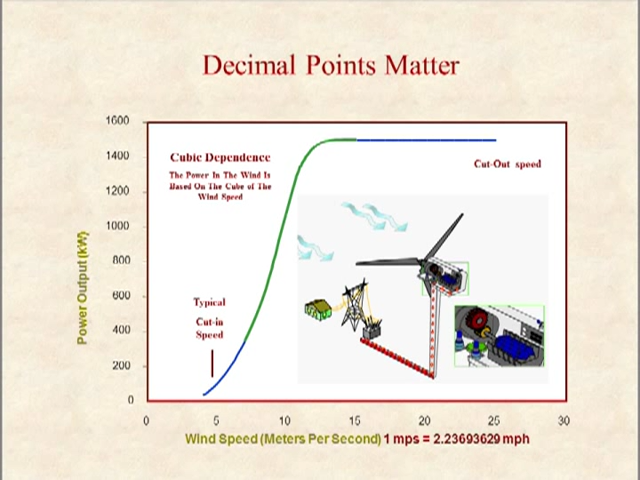 Decimal Points Matter
1600
1400
1200
1000
800
600
400
200
0
Power Output (kW)
Cubic Dependence
The Power In The Wind Is
Based On The Cube of The
Wind Speed
Cut-Out speed
Typical
Cut-in
Speed
0 5 10 15 20 25 30
Wind Speed (Meters Per Second) 1 mps = 2.23693629 mph